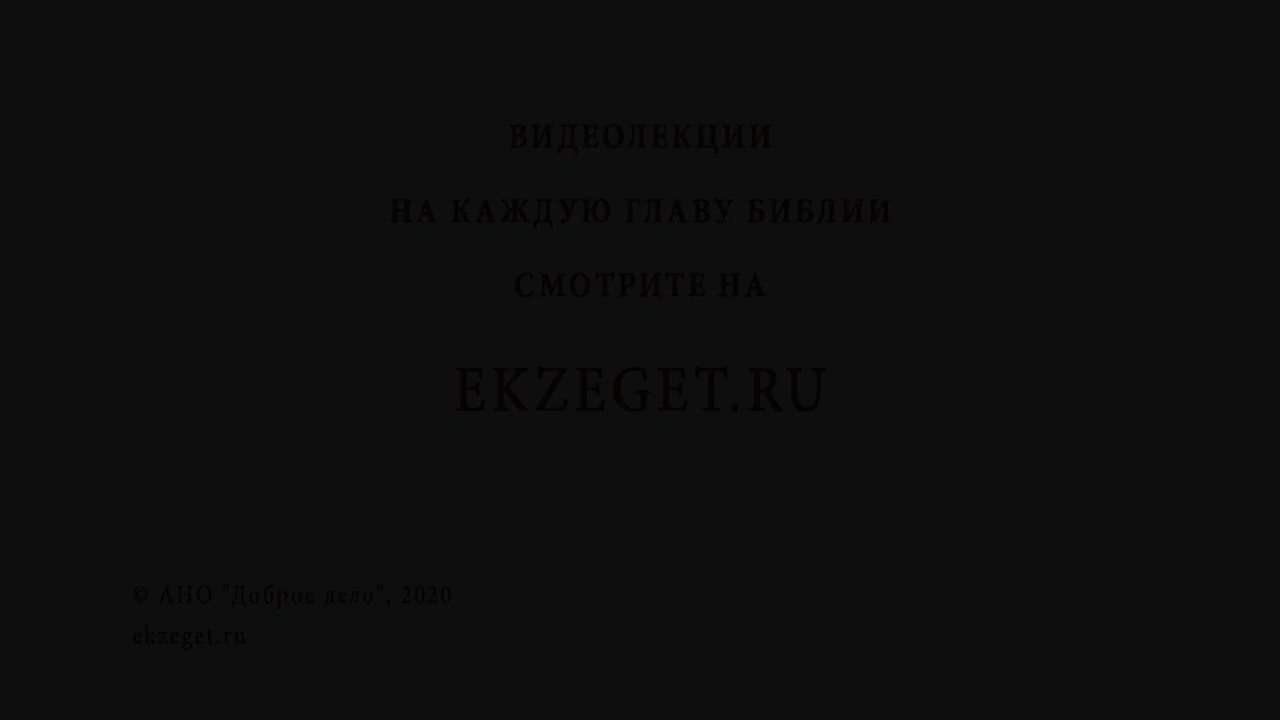 ВИДЕОЛЕКЦИИ
НА КАЖДУЮ ГЛАВУ БИБЛИИ
СМОТРИТЕ НА
EKZEGET.RU
© АНО "Доброе дело", 2020
ekzeget.ru